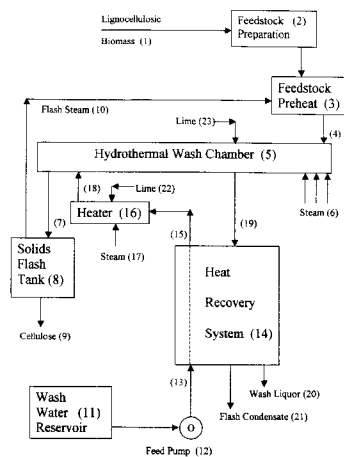 Lignocellulosic
Biomass (1)
Feedstock (2)
Preparation
Feedstock
Preheat (3)
Flash Steam (10)
Lime (23)
(4)
Hydrothermal Wash Chamber (5)
(18)
Lime (22)
(7)
Heater (16)
(15)
(19)
Steam (6)
Solids
Flash
Tank (8)
Steam (17)
Heat
Recovery
System (14)
Cellulose (9)
(13)
Wash Liquor (20)
Flash Condensate (21)
Wash
Water (11)
Reservoir
O
Feed Pump (12)